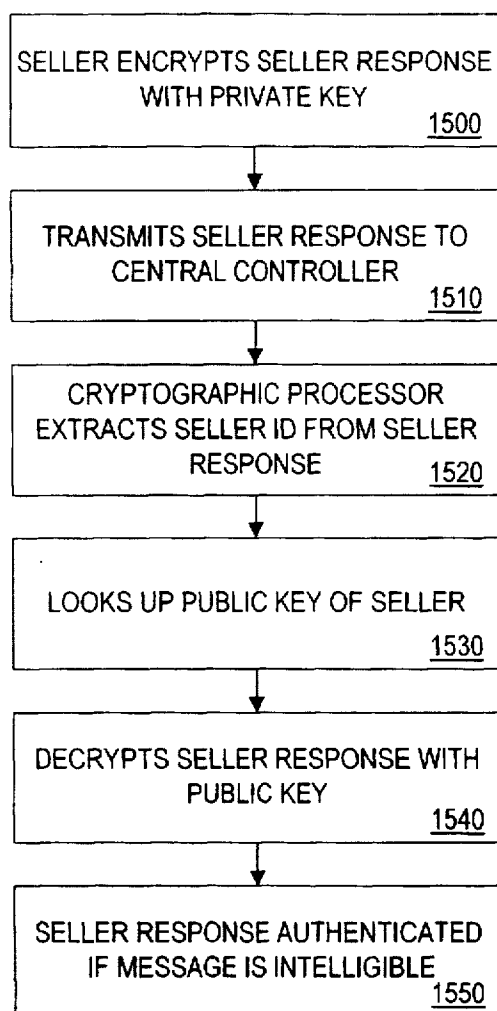 SELLER ENCRYPTS SELLER RESPONSE
WITH PRIVATE KEY
1500
TRANSMITS SELLER RESPONSE TO
CENTRAL CONTROLLER
1510
CRYPTOGRAPHIC PROCESSOR
EXTRACTS SELLER ID FROM SELLER
RESPONSE
1520
LOOKS UP PUBLIC KEY OF SELLER
1530
DECRYPTS SELLER RESPONSE WITH
PUBLIC KEY
1540
SELLER RESPONSE AUTHENTICATED
IF MESSAGE IS INTELLIGIBLE
1550